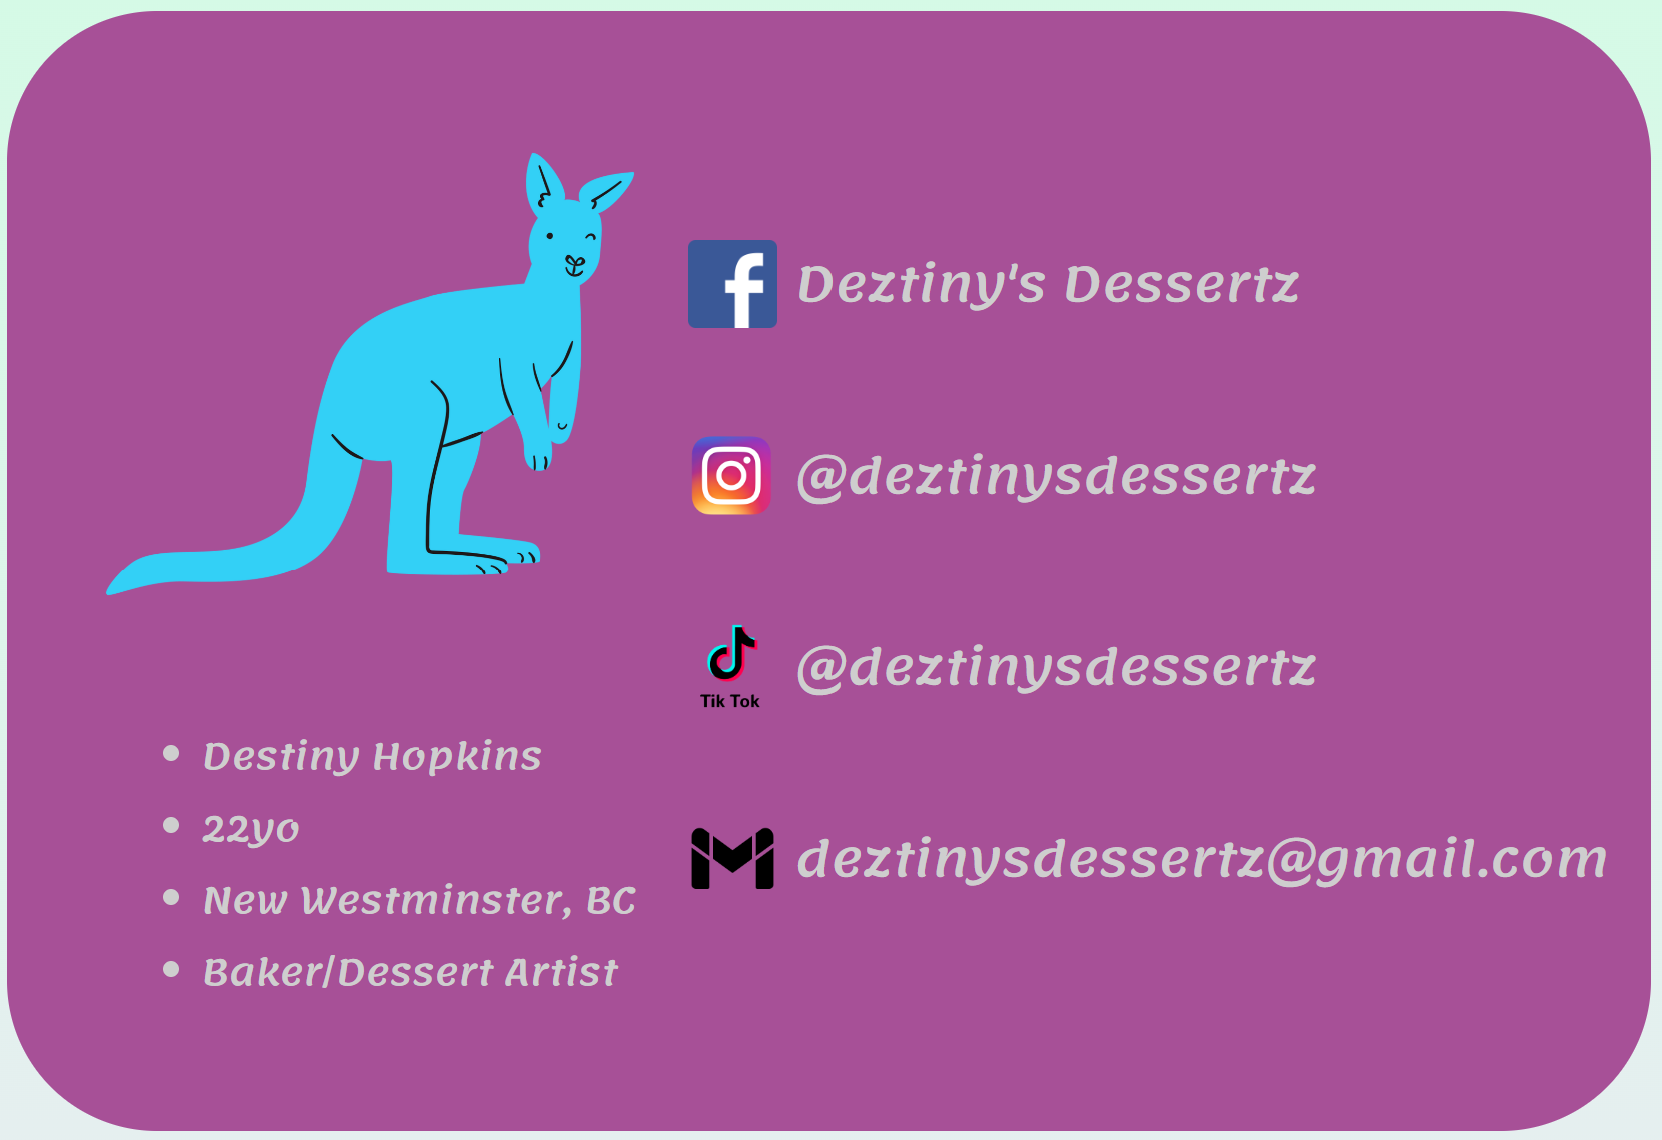 Deztiny's Dessertz
@deztinysdessertz
Tik Tok
@deztinysdessertz
deztinysdessertz@gmail.com
Destiny Hopkins
22yo
New Westminster, BC
Baker/Dessert Artist